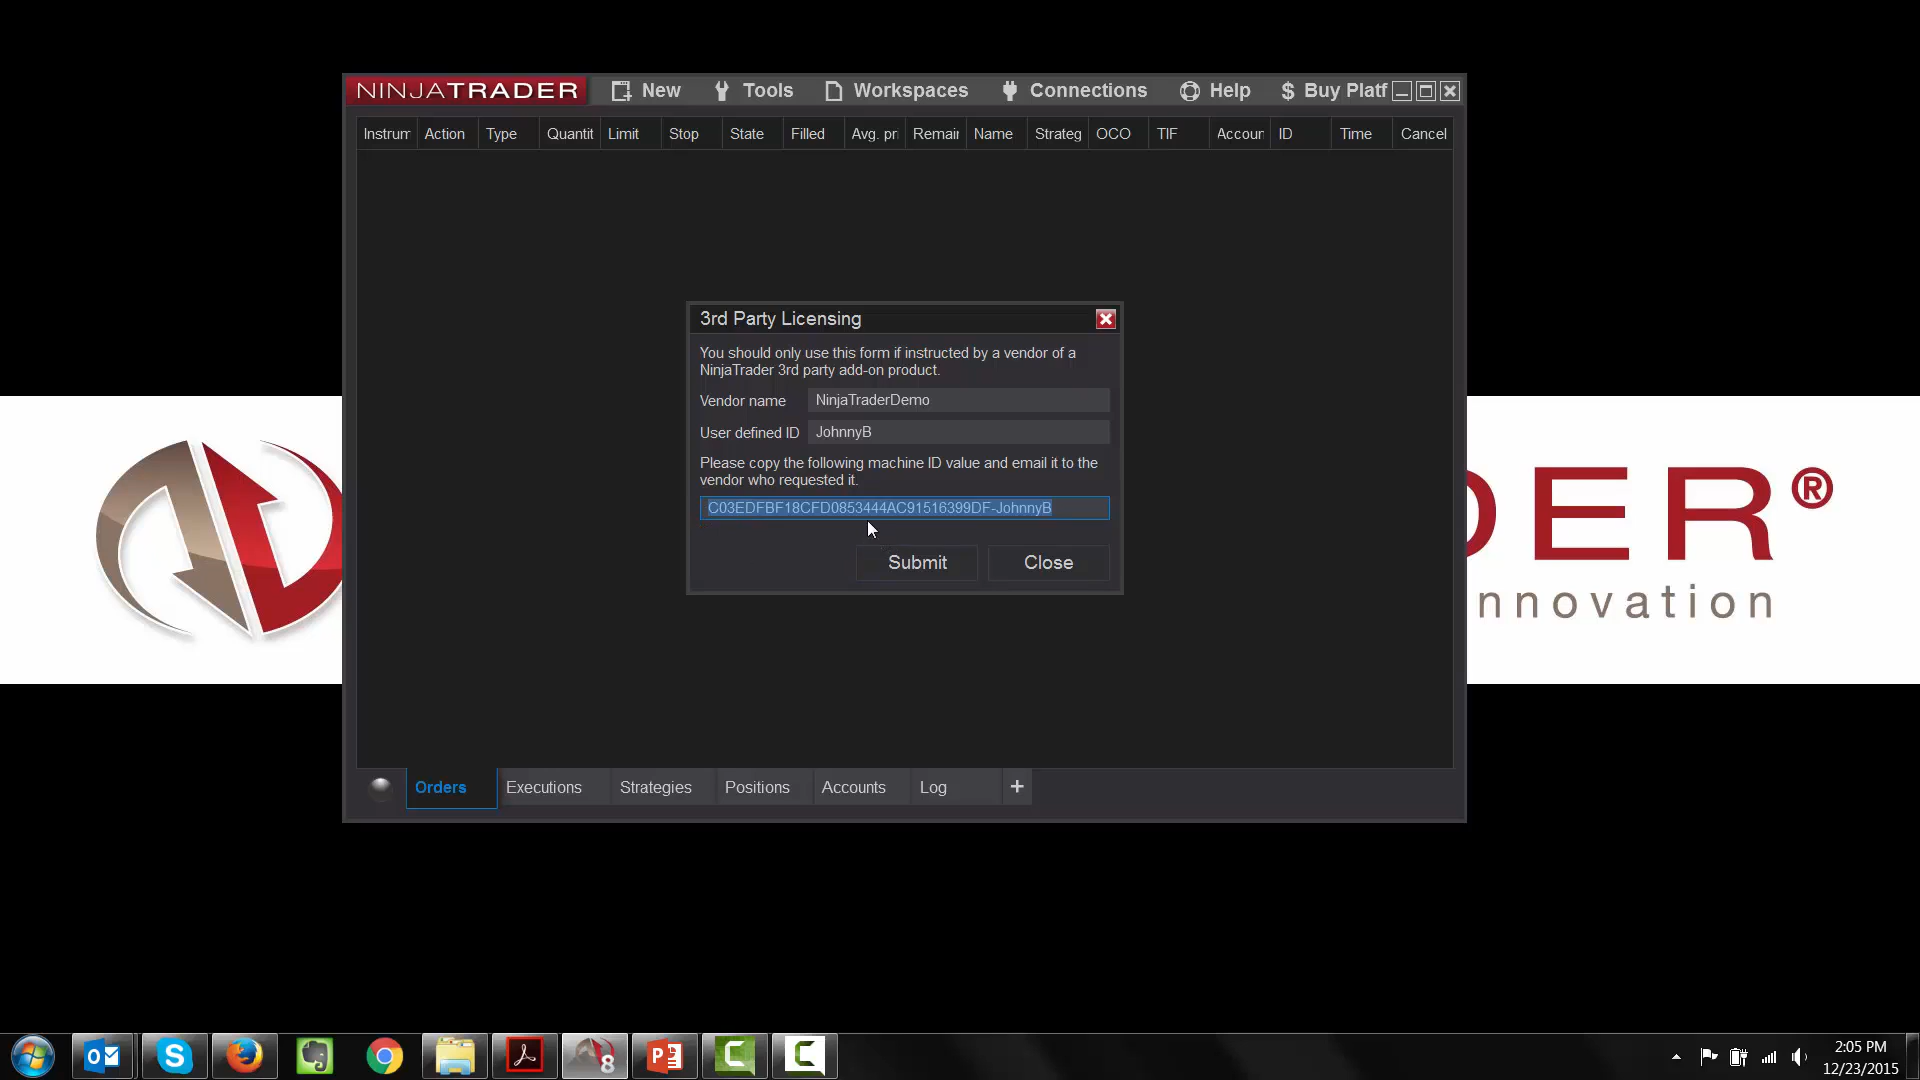 NINJATRADER New Tools Workspaces Connections Help $ Buy Platf
Instrum Action Type Quantit Limit Stop State Filled Avg. pri Remain Name Strateg OCO TIF Accour ID Time Cancel
3rd Party Licensing
You should only use this form if instructed by a vendor of a
NinjaTrader 3rd party add-on product.
Vendor name NinjaTraderDemo
User defined ID JohnnyB
Please copy the following machine ID value and email it to the
vendor who requested it.
C03EDFBF18CFD0853444AC91516399DF-JohnnyB
Submit Close
DER®
nnovation
Orders Executions Strategies Positions Accounts Log +
2:05 PM
12/23/2015